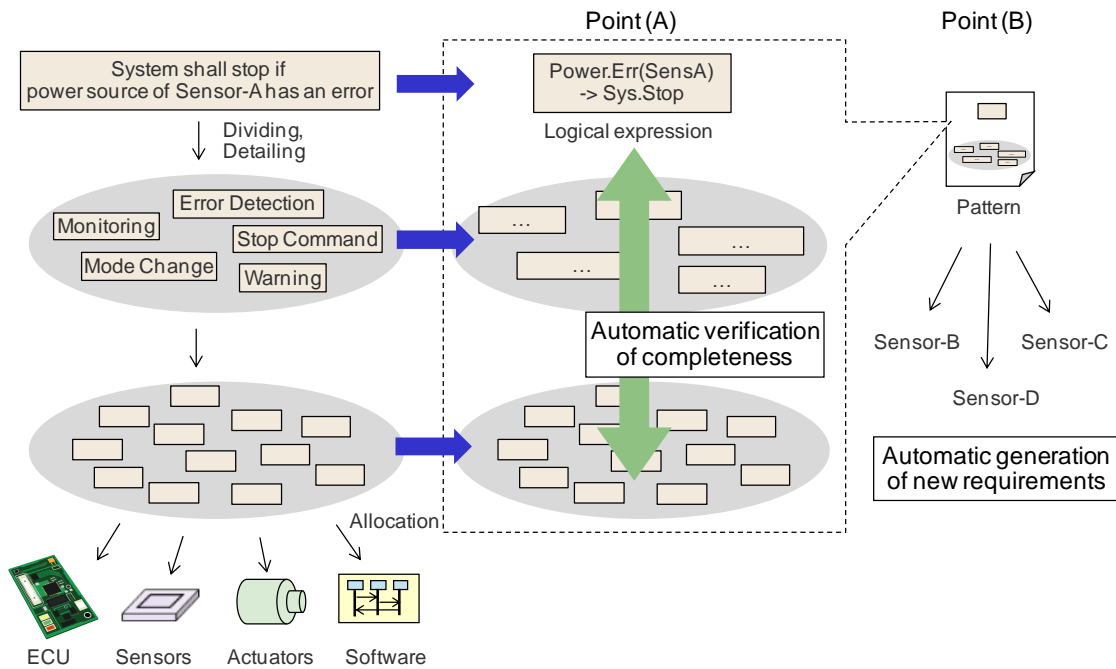 Point (A)
Point (B)
System shall stop if
power source of Sensor-A has an error
Power.Err(SensA)
-> Sys.Stop
Dividing,
Detailing
Logical expression
Error Detection
Monitoring
Stop Command
Mode Change
Warning
...
...
...
...
Pattern
Automatic verification
of completeness
Sensor-B
Sensor-C
Sensor-D
Automatic generation
of new requirements
Allocation
ECU
Sensors
Actuators
Software